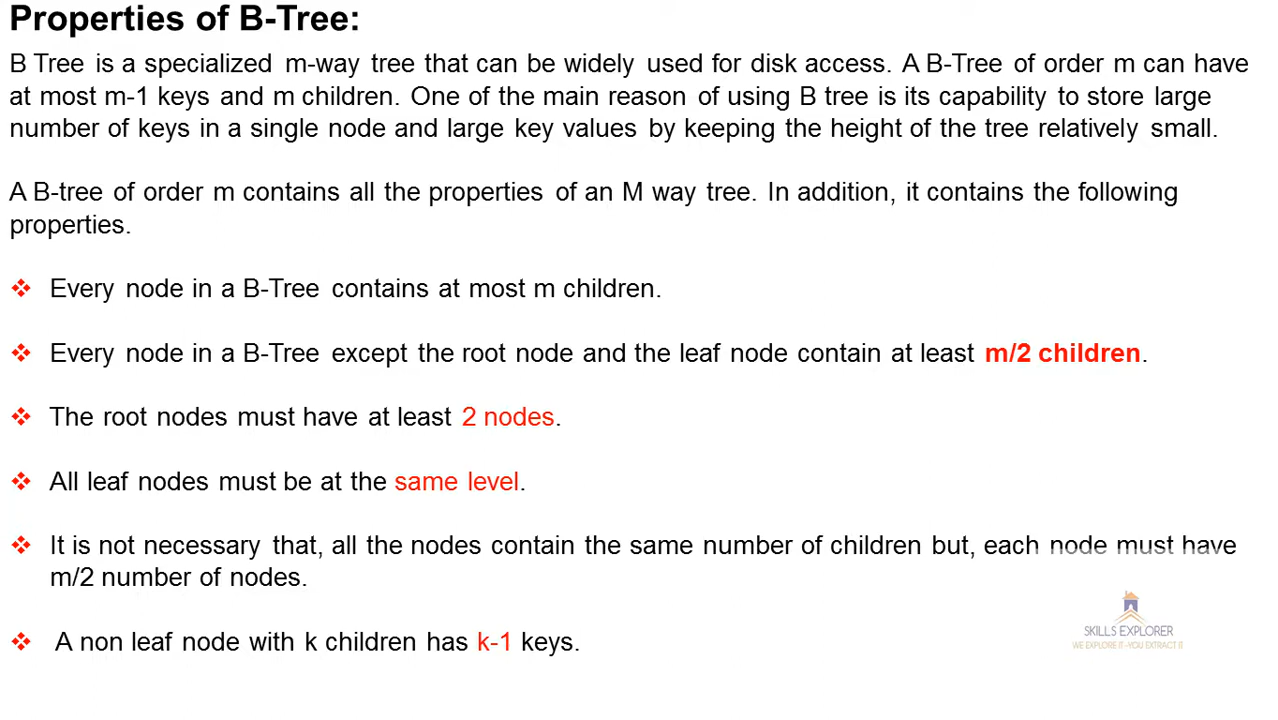 Properties of B-Tree:
B Tree is a specialized m-way tree that can be widely used for disk access. A B-Tree of order m can have
at most m-1 keys and m children. One of the main reason of using B tree is its capability to store large
number of keys in a single node and large key values by keeping the height of the tree relatively small.
A B-tree of order m contains all the properties of an M way tree. In addition, it contains the following
properties.
Every node in a B-Tree contains at most m children.
Every node in a B-Tree except the root node and the leaf node contain at least m/2 children.
The root nodes must have at least 2 nodes.
All leaf nodes must be at the same level.
It is not necessary that, all the nodes contain the same number of children but, each node must have
m/2 number of nodes.
A non leaf node with k children has k-1 keys.
SKILLS EXPLORER
WE EXPLORE IT -YOU EXTRACT IT